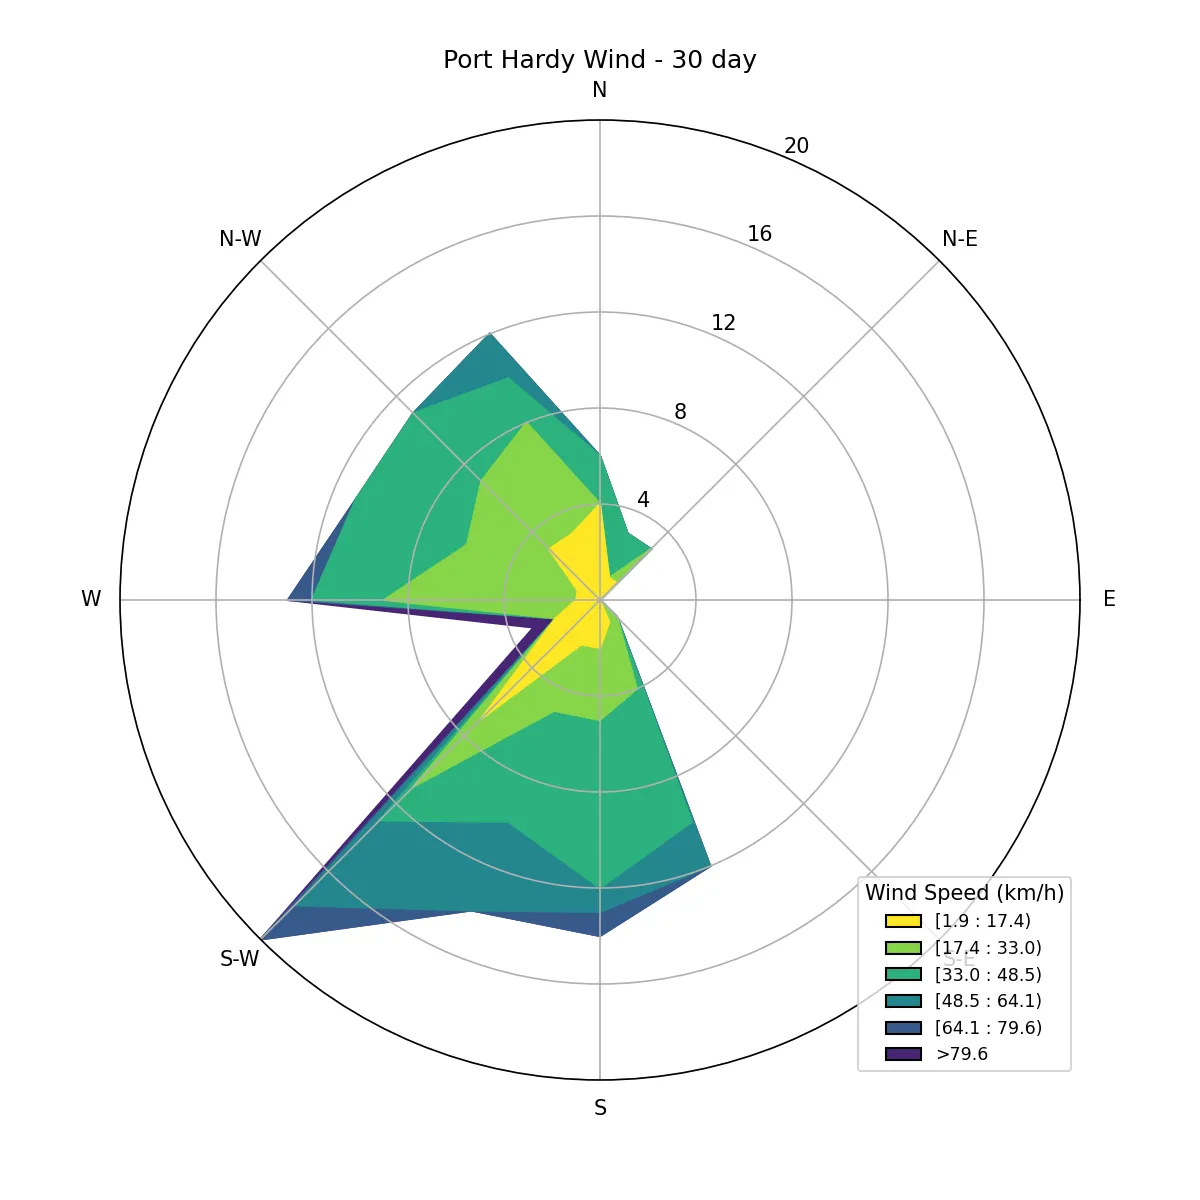 Port Hardy Wind - 30 day
N
20
N-W
N-E
16
12
8
4
W
E
S-W
S-E
S
Wind Speed (km/h)
[1.9 : 17.4)
[17.4 : 33.0)
[33.0 : 48.5)
[48.5 : 64.1)
[64.1 : 79.6)
>79.6